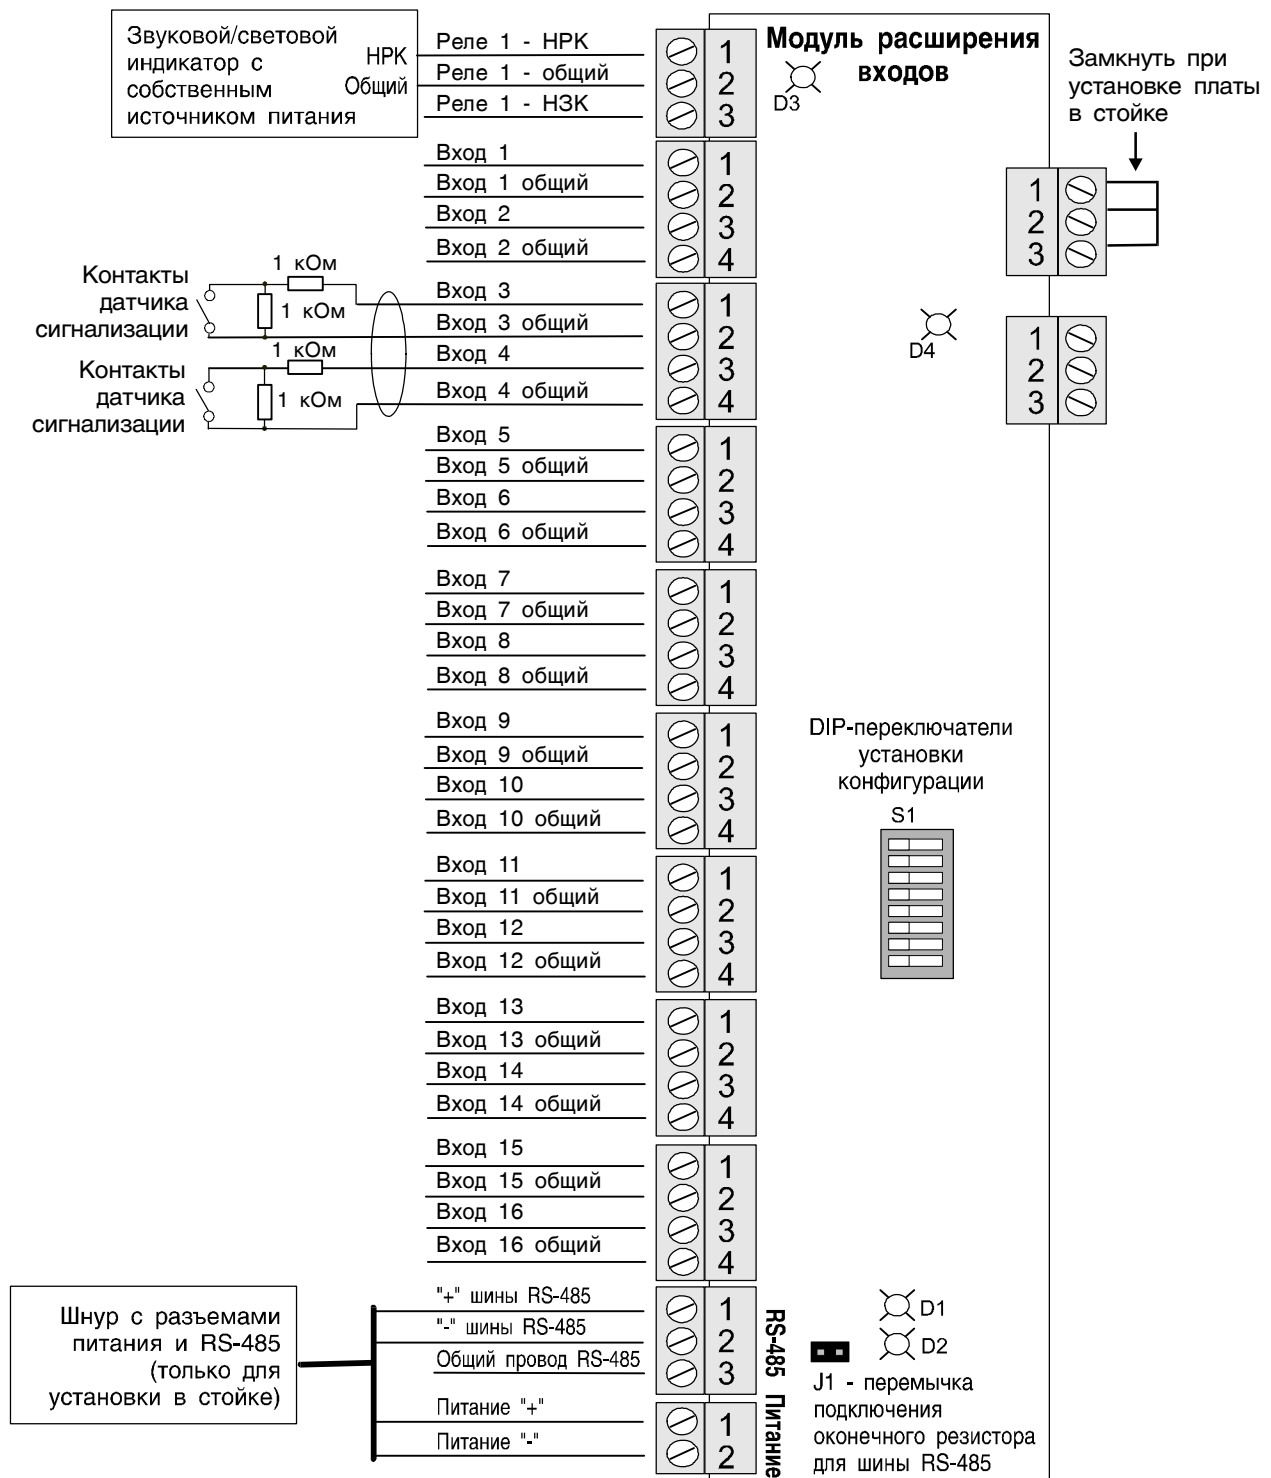 Звуковой/световой
индикатор с
собственным
источником питания
НРК
Общий
Реле 1 - НРК
Реле 1 - общий
Реле 1 - НЗК
1
2
3
Модуль расширения
входов
D3
Замкнуть при
установке платы
в стойке
Вход 1
Вход 1 общий
Вход 2
Вход 2 общий
1
2
3
4
1
2
3
Контакты
датчика
сигнализации
1 кОм
1 кОм
Контакты
датчика
сигнализации
1 кОм
1 кОм
Вход 3
Вход 3 общий
Вход 4
Вход 4 общий
1
2
3
4
D4
1
2
3
Вход 5
Вход 5 общий
Вход 6
Вход 6 общий
1
2
3
4
Вход 7
Вход 7 общий
Вход 8
Вход 8 общий
1
2
3
4
Вход 9
Вход 9 общий
Вход 10
Вход 10 общий
1
2
3
4
DIP-переключатели
установки
конфигурации
S1
Вход 11
Вход 11 общий
Вход 12
Вход 12 общий
1
2
3
4
Вход 13
Вход 13 общий
Вход 14
Вход 14 общий
1
2
3
4
Вход 15
Вход 15 общий
Вход 16
Вход 16 общий
1
2
3
4
Шнур с разъемами
питания и RS-485
(только для
установки в стойке)
"+" шины RS-485
"-" шины RS-485
Общий провод RS-485
1
2
3
RS-485
Питание "+"
Питание "-"
1
2
Питание
D1
D2
J1 - перемычка
подключения
оконечного резистора
для шины RS-485